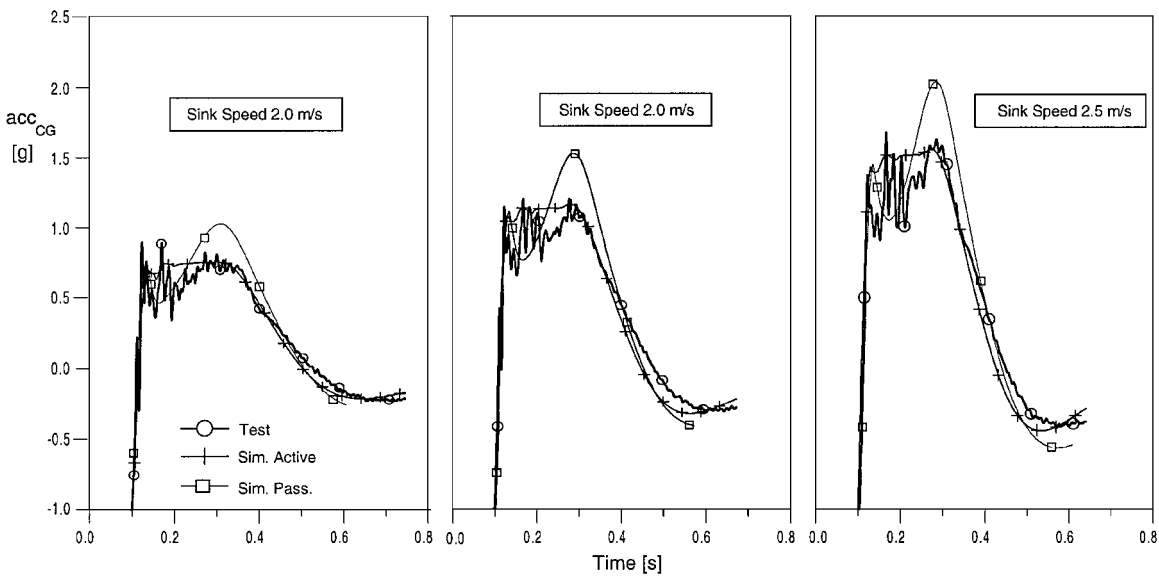 2.5
2.0
1.5
1.0
0.5
0.0
-0.5
-1.0
acc CG
[g]
Sink Speed 2.0 m/s
Sink Speed 2.0 m/s
Sink Speed 2.5 m/s
Test
Sim. Active
Sim. Pass.
0.0 0.2 0.4 0.6 0.8
0.0 0.2 0.4 0.6 0.8
0.0 0.2 0.4 0.6 0.8
Time [s]